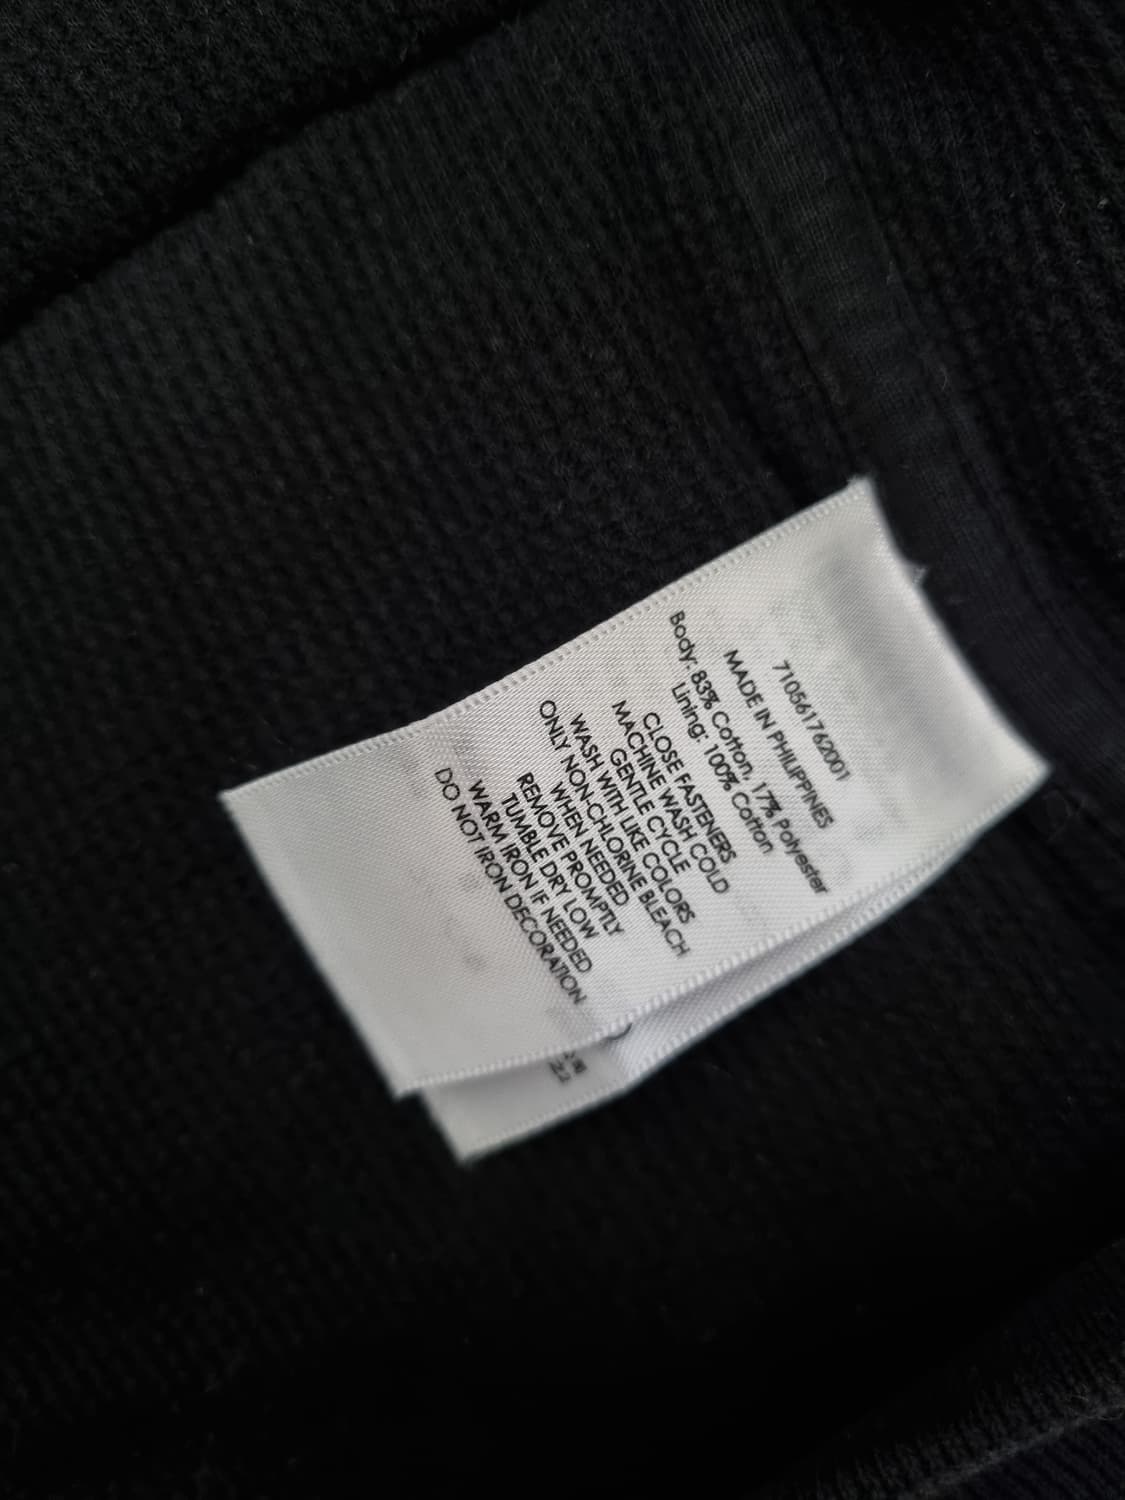 710561762001
MADE IN PHILIPPINES
Body: 83% Cotton, 17% Polyester
Lining: 100% Cotton
CLOSE FASTENERS
MACHINE WASH COLD
GENTLE CYCLE
WASH WITH LIKE COLORS
ONLY NON-CHLORINE BLEACH
WHEN NEEDED
REMOVE PROMPTLY
TUMBLE DRY LOW
WARM IRON IF NEEDED
DO NOT IRON DECORATION